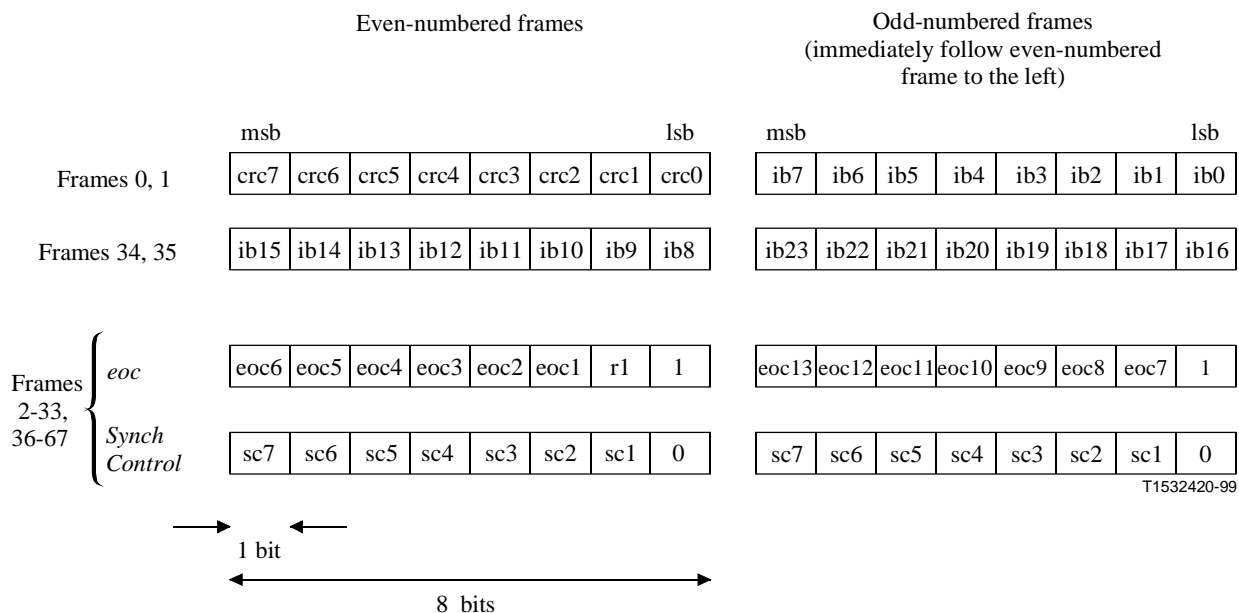 Even-numbered frames
Odd-numbered frames
(immediately follow even-numbered
frame to the left)
msb lsb msb lsb
Frames 0, 1 crc7 crc6 crc5 crc4 crc3 crc2 crc1 crc0 ib7 ib6 ib5 ib4 ib3 ib2 ib1 ib0
Frames 34, 35 ib15 ib14 ib13 ib12 ib11 ib10 ib9 ib8 ib23 ib22 ib21 ib20 ib19 ib18 ib17 ib16
Frames
2-33,
36-67
eoc eoc6 eoc5 eoc4 eoc3 eoc2 eoc1 r1 1 eoc13 eoc12 eoc11 eoc10 eoc9 eoc8 eoc7 1
Synch
Control
sc7 sc6 sc5 sc4 sc3 sc2 sc1 0 sc7 sc6 sc5 sc4 sc3 sc2 sc1 0
T1532420-99
1 bit
8 bits